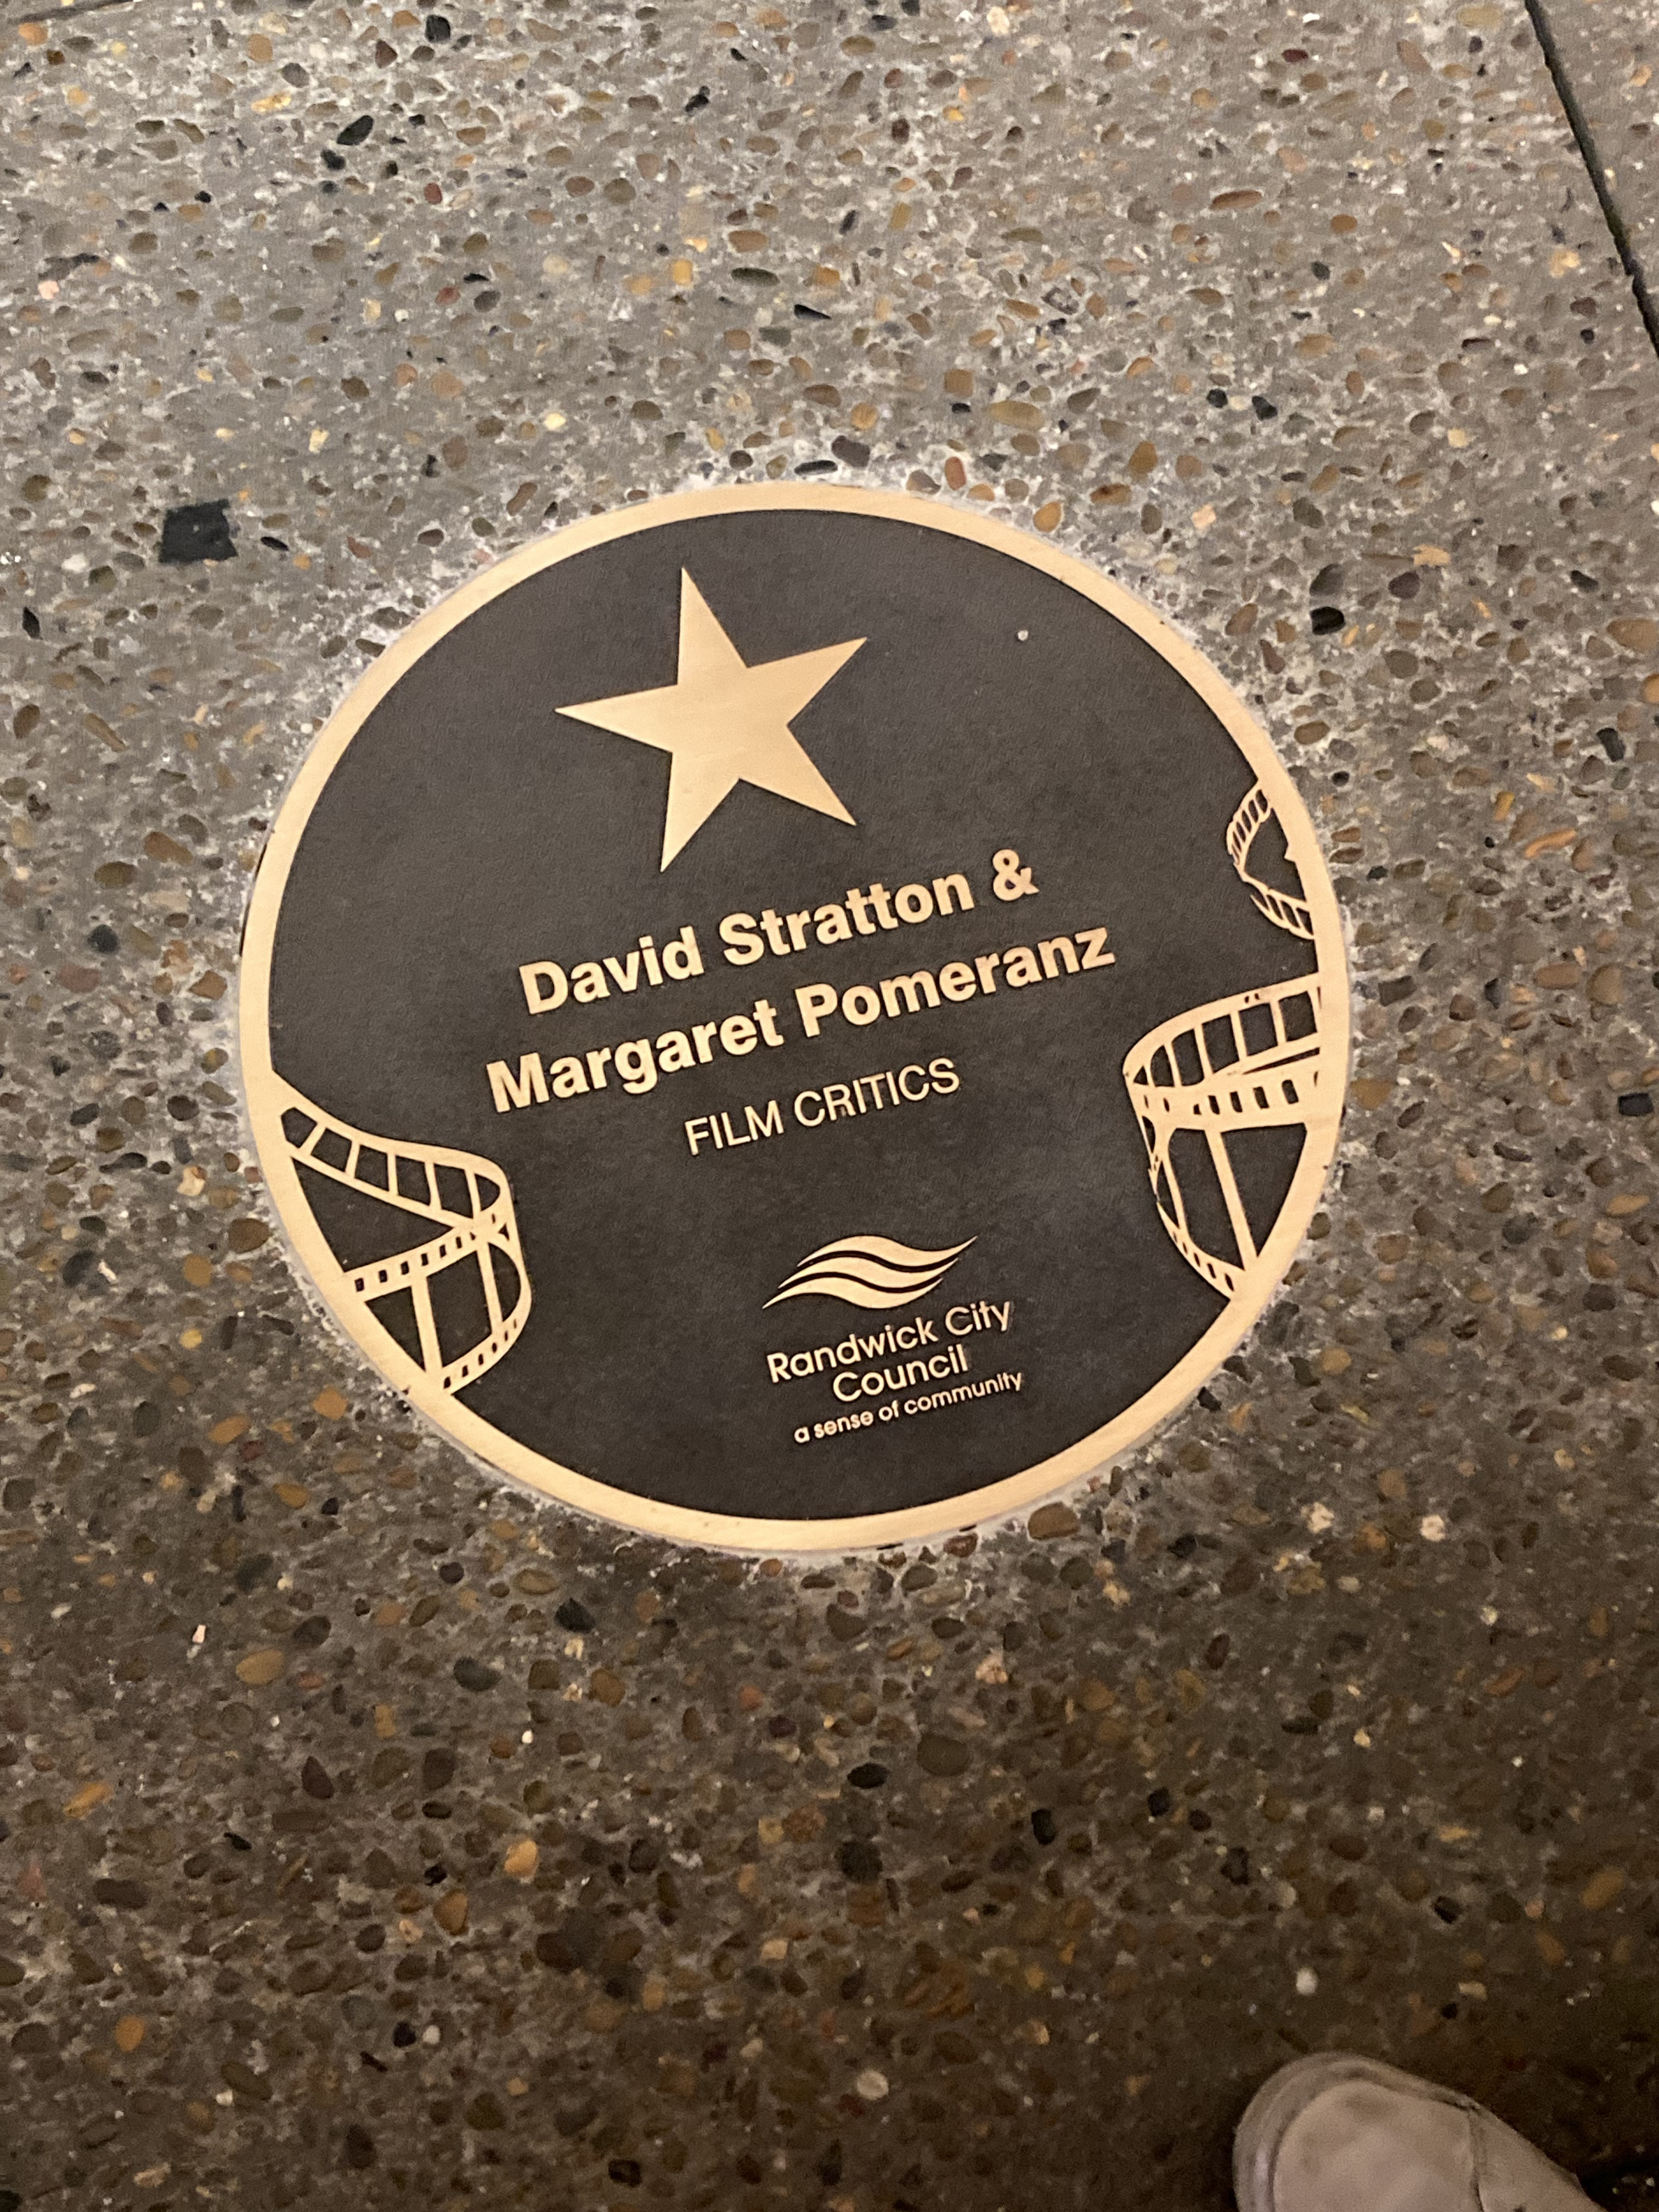 David Stratton &
Margaret Pomeranz
FILM CRITICS
Randwick City
Council
a sense of community